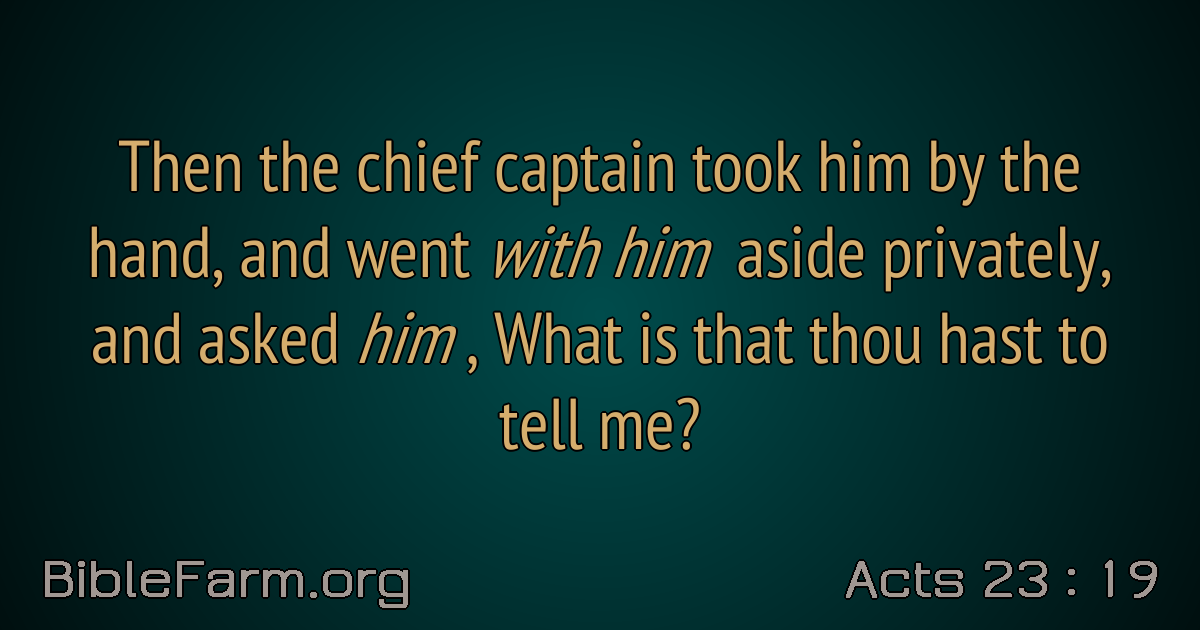 Then the chief captain took him by the
hand, and went with him aside privately,
and asked him , What is that thou hast to
tell me?
BibleFarm.org
Acts 23 : 19